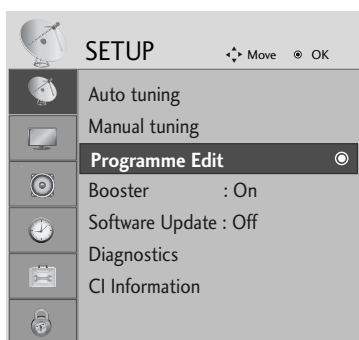 SETUP Move OK
Auto tuning
Manual tuning
Programme Edit
Booster : On
Software Update : Off
Diagnostics
CI Information